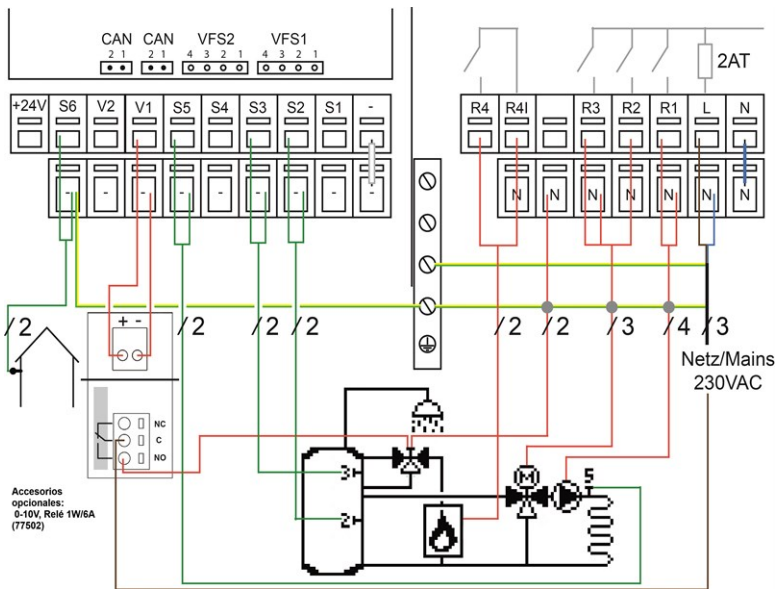 CAN CAN VFS2 VFS1
2 1 2 1 4 3 2 1 4 3 2 1
2AT
+24V S6 V2 V1 S5 S4 S3 S2 S1 -
R4 R4I R3 R2 R1 L N
- - - - - - - - -
N N N N N N N
/2 /2 /2 /2 /2 /2 /3 /4 /3
+ -
Netz/Mains
230VAC
NC
C
NO
M
S
3
2
Accesorios
opcionales:
0-10V, Relé 1W/6A
(77502)